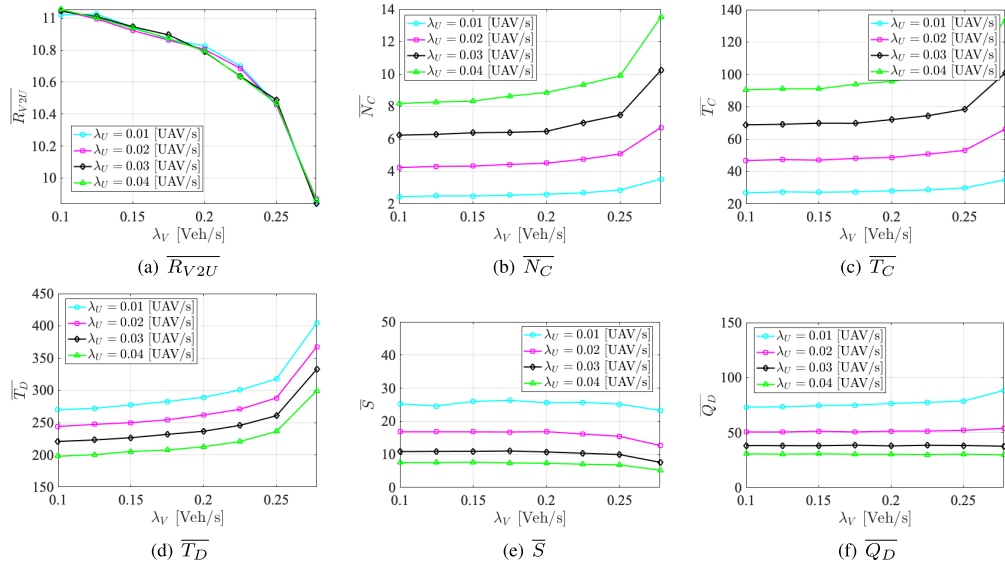 11
10.8
10.6
10.4
10.2
10
R_{V2U}
λ_U = 0.01 [UAV/s]
λ_U = 0.02 [UAV/s]
λ_U = 0.03 [UAV/s]
λ_U = 0.04 [UAV/s]
0.1 0.15 0.2 0.25
λ_V [Veh/s]
(a) R_{V2U}
14
12
10
8
6
4
2
N_C
λ_U = 0.01 [UAV/s]
λ_U = 0.02 [UAV/s]
λ_U = 0.03 [UAV/s]
λ_U = 0.04 [UAV/s]
0.1 0.15 0.2 0.25
λ_V [Veh/s]
(b) N_C
140
120
100
80
60
40
20
T_C
λ_U = 0.01 [UAV/s]
λ_U = 0.02 [UAV/s]
λ_U = 0.03 [UAV/s]
λ_U = 0.04 [UAV/s]
0.1 0.15 0.2 0.25
λ_V [Veh/s]
(c) T_C
450
400
350
300
250
200
150
T_D
λ_U = 0.01 [UAV/s]
λ_U = 0.02 [UAV/s]
λ_U = 0.03 [UAV/s]
λ_U = 0.04 [UAV/s]
0.1 0.15 0.2 0.25
λ_V [Veh/s]
(d) T_D
50
40
30
20
10
0
S
λ_U = 0.01 [UAV/s]
λ_U = 0.02 [UAV/s]
λ_U = 0.03 [UAV/s]
λ_U = 0.04 [UAV/s]
0.1 0.15 0.2 0.25
λ_V [Veh/s]
(e) S
150
100
50
0
Q_D
λ_U = 0.01 [UAV/s]
λ_U = 0.02 [UAV/s]
λ_U = 0.03 [UAV/s]
λ_U = 0.04 [UAV/s]
0.1 0.15 0.2 0.25
λ_V [Veh/s]
(f) Q_D